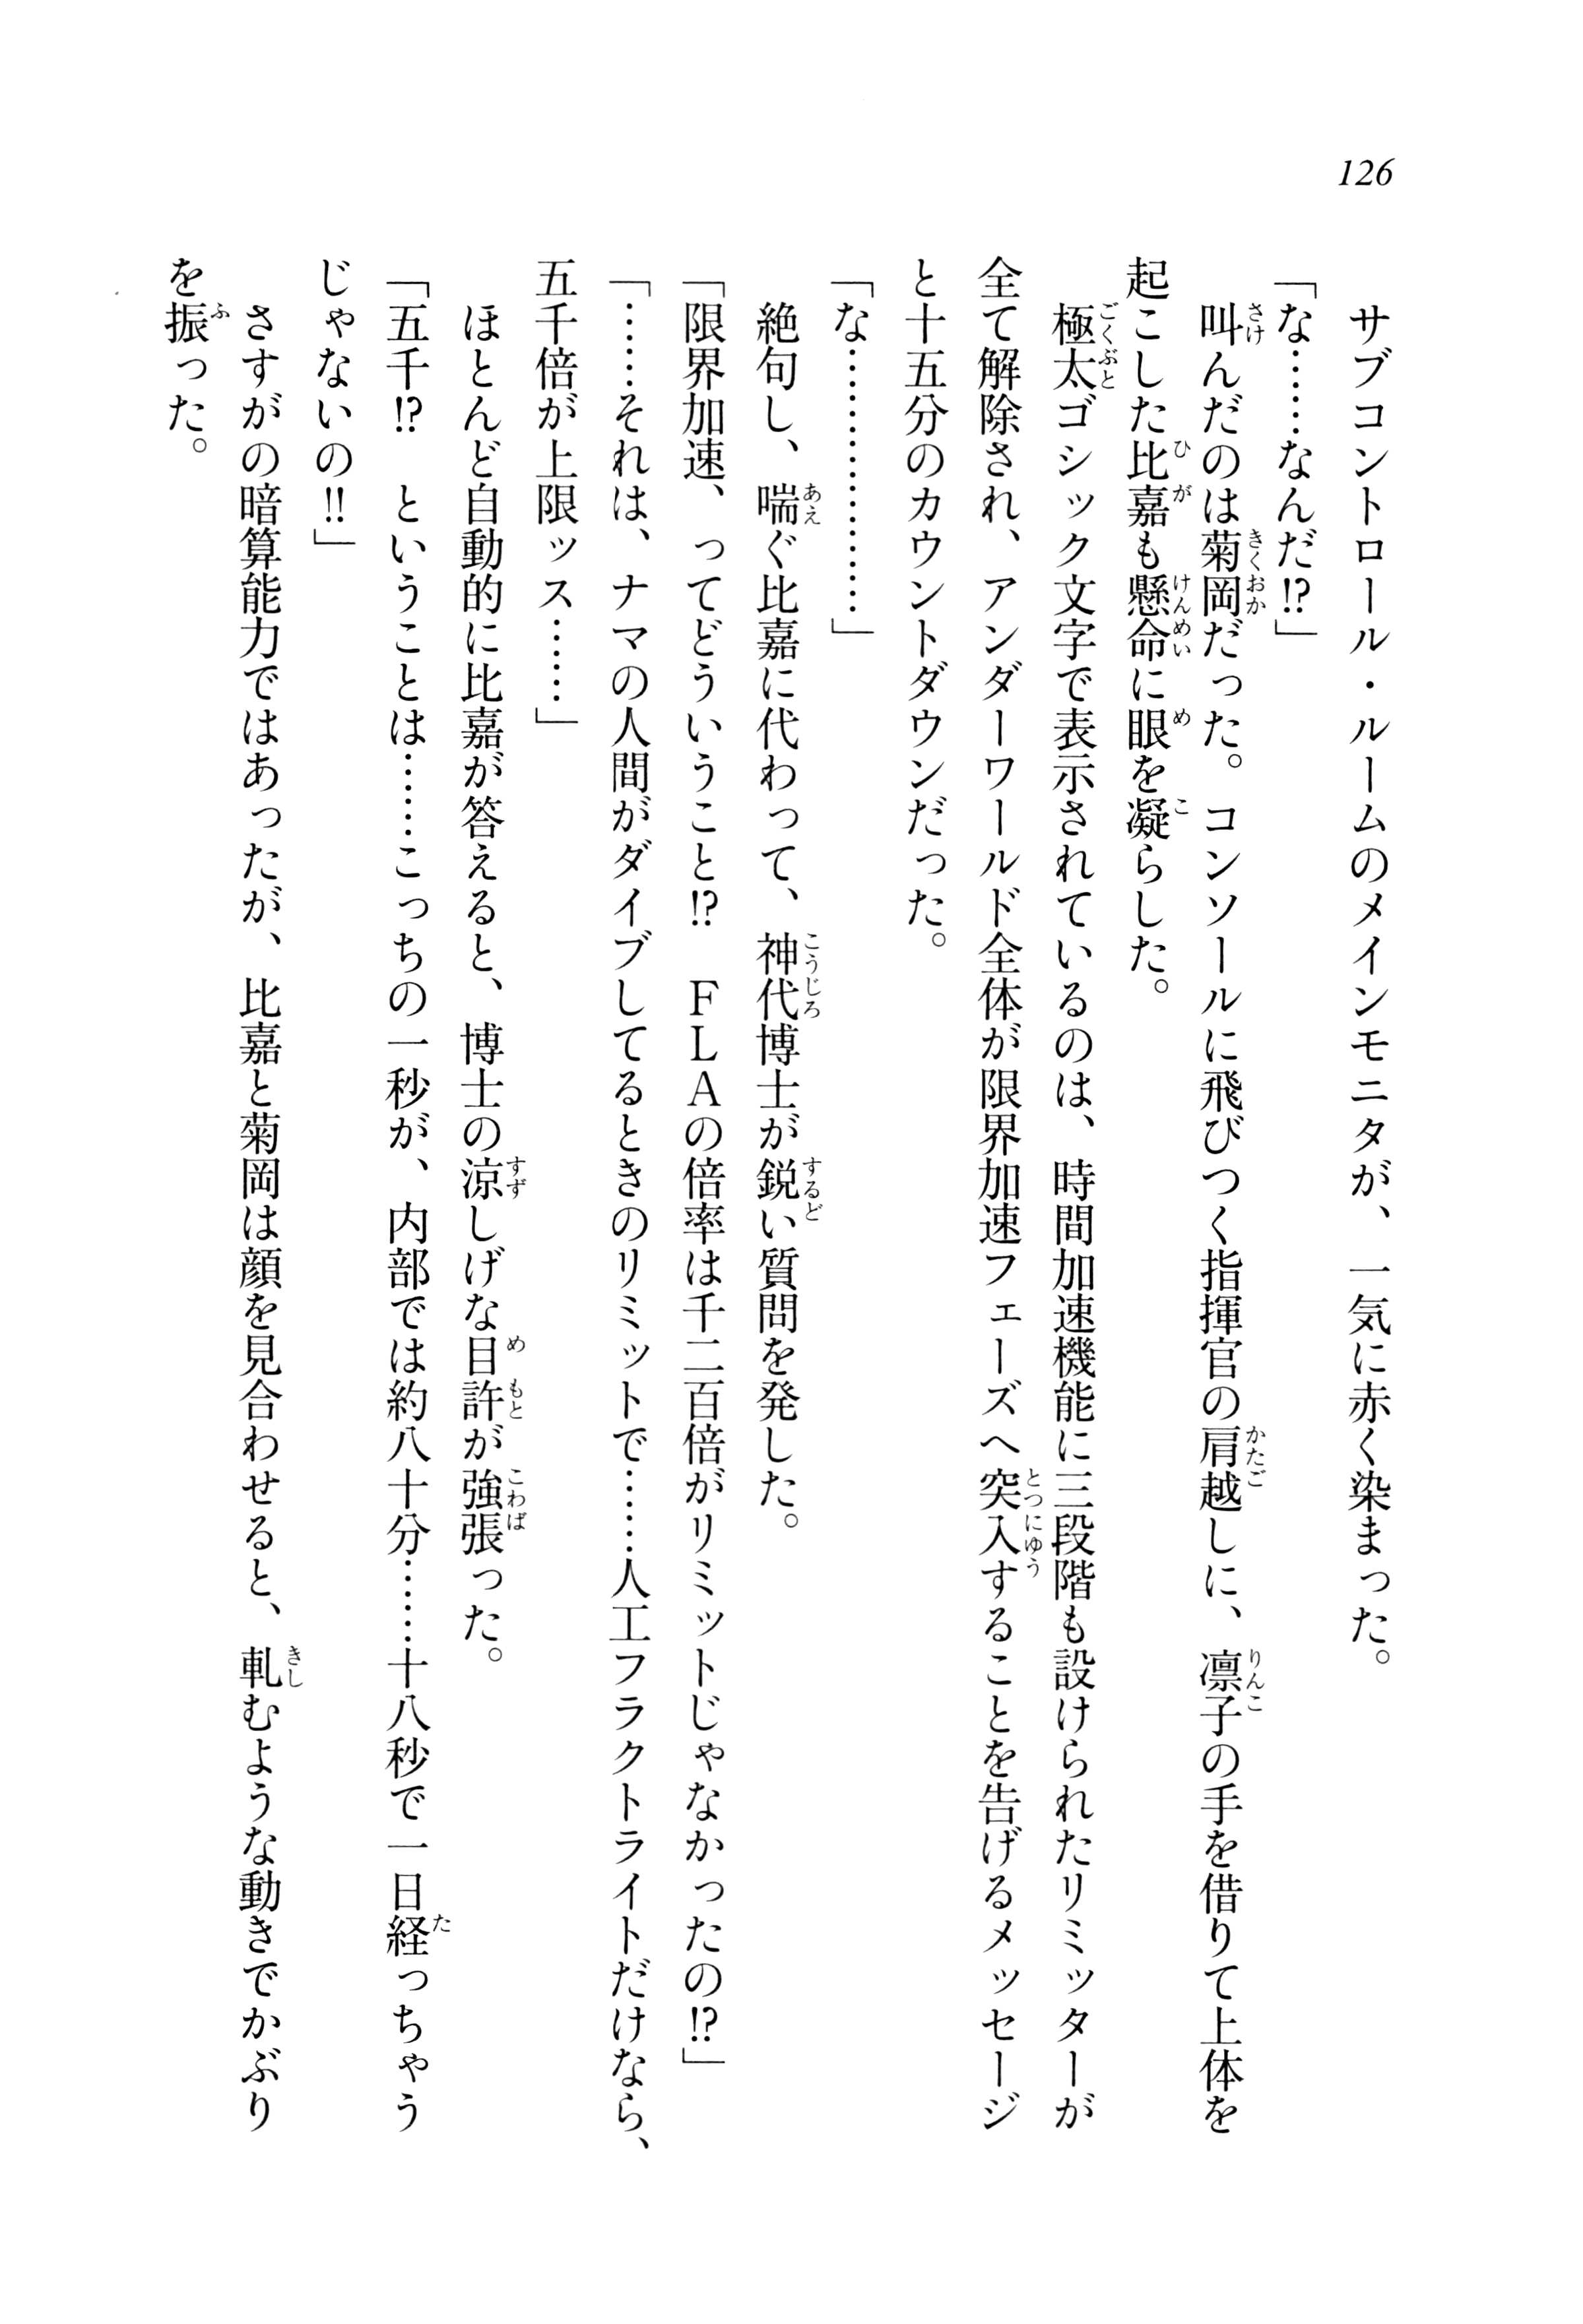 126
サブコントロール・ルームのメインモニタが、一気に赤く染まった。
「な……なんだ!?」
叫んだのは菊岡だった。コンソールに飛びつく指揮官の肩越しに、凛子の手を借りて上体を
起こした比嘉も懸命に眼を凝らした。
極太ゴシック文字で表示されているのは、時間加速機能に三段階も設けられたリミッターが
全て解除され、アンダーワールド全体が限界加速フェーズへ突入することを告げるメッセージ
と十五分のカウントダウンだった。
「な………………」
絶句し、喘ぐ比嘉に代わって、神代博士が鋭い質問を発した。
「限界加速、ってどういうこと!?　ＦＬＡの倍率は千二百倍がリミットじゃなかったの!?」
「……それは、ナマの人間がダイブしてるときのリミットで……人工フラクトライトだけなら、
五千倍が上限ッス……」
ほとんど自動的に比嘉が答えると、博士の涼しげな目許が強張った。
「五千!?　ということは……こっちの一秒が、内部では約八十分……十八秒で一日経っちゃう
じゃないの!!」
さすがの暗算能力ではあったが、比嘉と菊岡は顔を見合わせると、軋むような動きでかぶり
を振った。